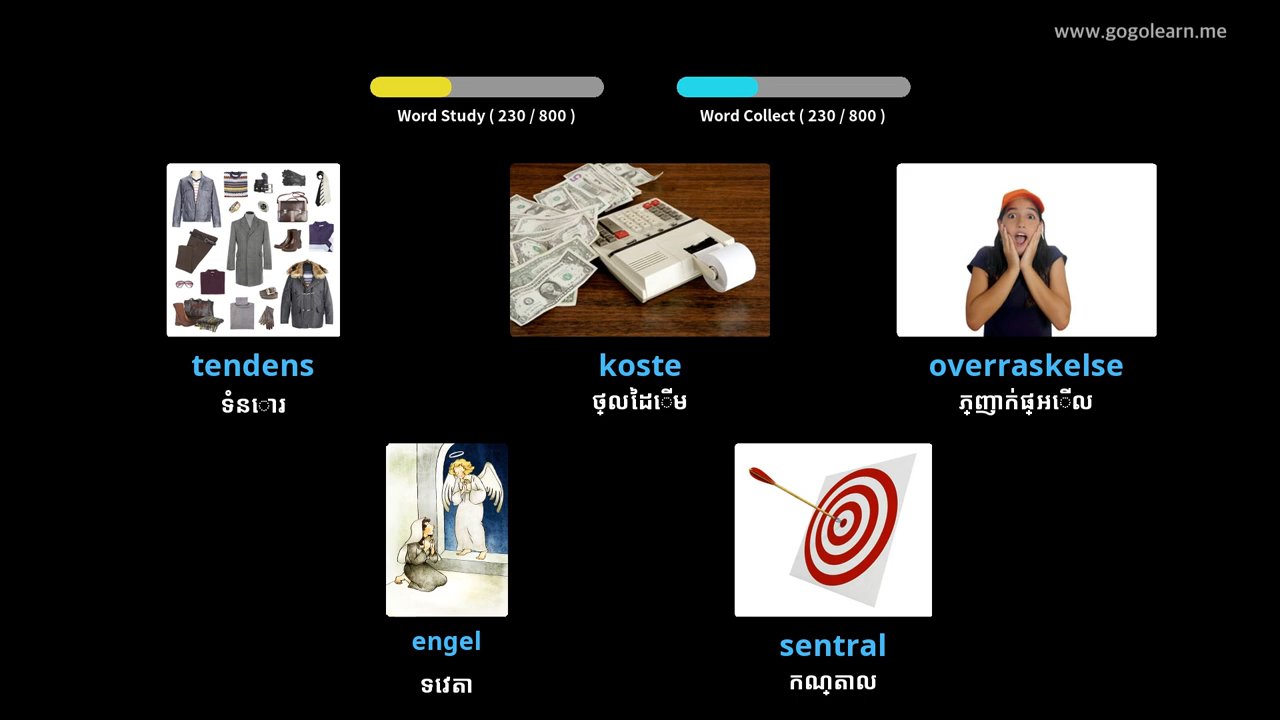 www.gogolearn.me
Word Study ( 230 / 800 )
Word Collect ( 230 / 800 )
tendens
ទំនោរ
koste
ថ្លៃដើម
overraskelse
ភ្ញាក់ផ្អើល
engel
ទេវតា
sentral
កណ្តាល